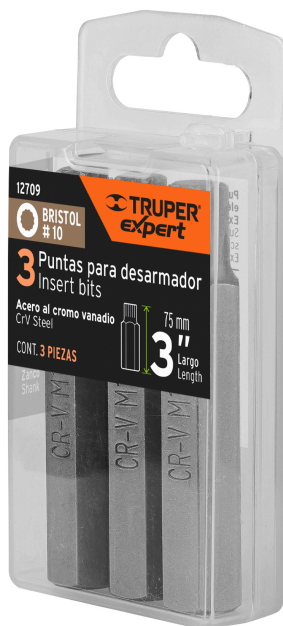 12709
BRISTOL
#10
TRUPER®
expert
3 Puntas para desarmador
Insert bits
Acero al cromo vanadio
CrV Steel
75 mm
3"
Largo
Length
CONT. 3 PIEZAS
Zanco
Shank
CR-V M
CR-V M
CR-V M